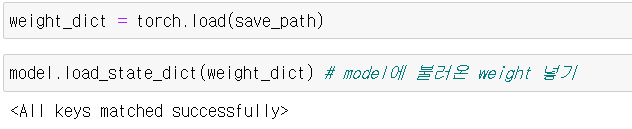 weight_dict = torch.load(save_path)
model.load_state_dict(weight_dict) # model에 불러온 weight 넣기
<All keys matched successfully>